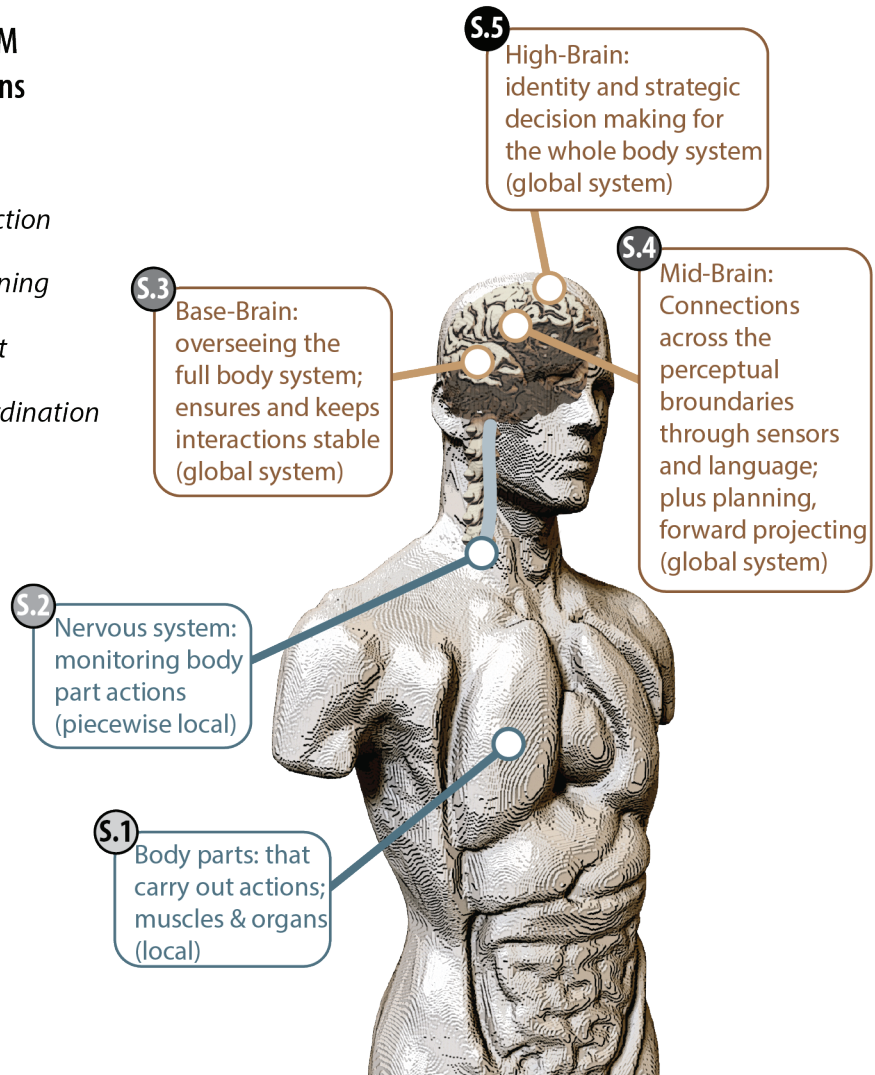 M
ns
ction
ning
t
dination
S.5
High-Brain:
identity and strategic
decision making for
the whole body system
(global system)
S.4
Mid-Brain:
Connections
across the
perceptual
broundaries
through sensors
and language;
plus planning,
forward projecting
(global system)
S.3
Base-Brain:
overseeing the
full body system;
ensures and keeps
interactions stable
(global system)
S.2
Nervous system:
monitoring body
part actions
(piecewise local)
S.1
Body parts: that
carry out actions;
muscles & organs
(local)